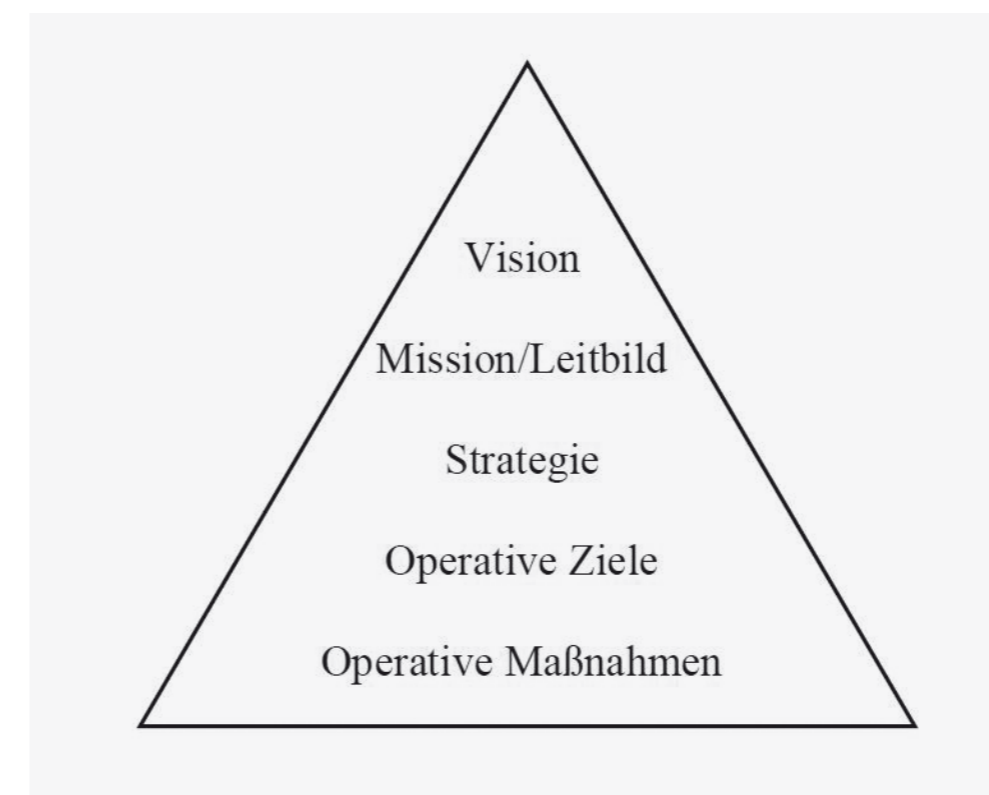 Vision
Mission/Leitbild
Strategie
Operative Ziele
Operative Maßnahmen